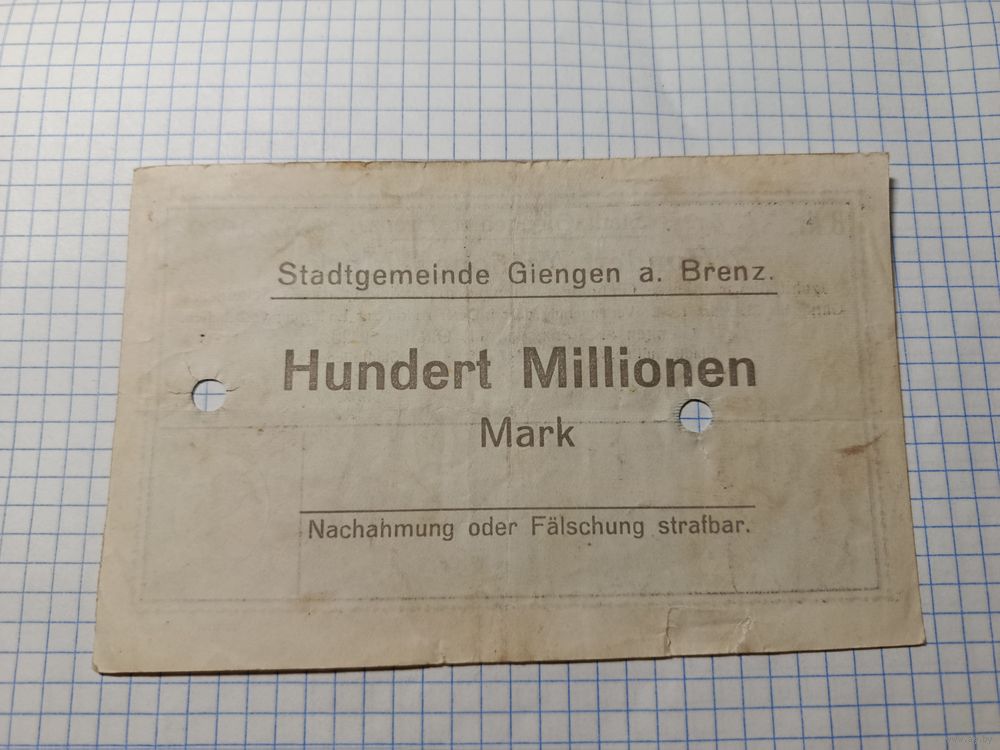 Stadtgemeinde Giengen a. Brenz.
Hundert Millionen
Mark
Nachahmung oder Fälschung strafbar.